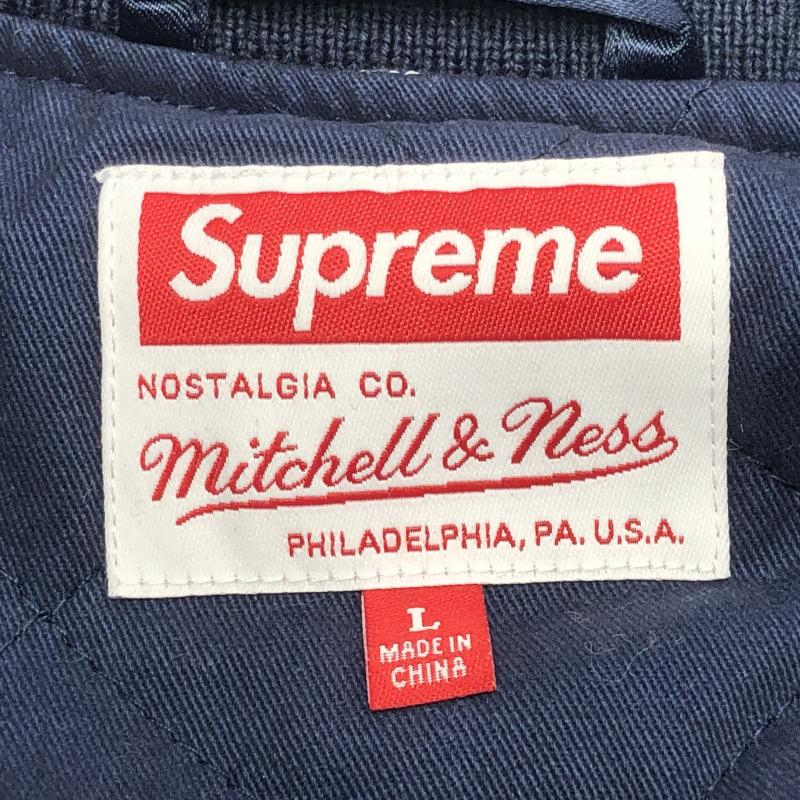 Supreme
NOSTALGIA CO.
Mitchell & Ness
PHILADELPHIA, PA. U.S.A.
L
MADE IN
CHINA